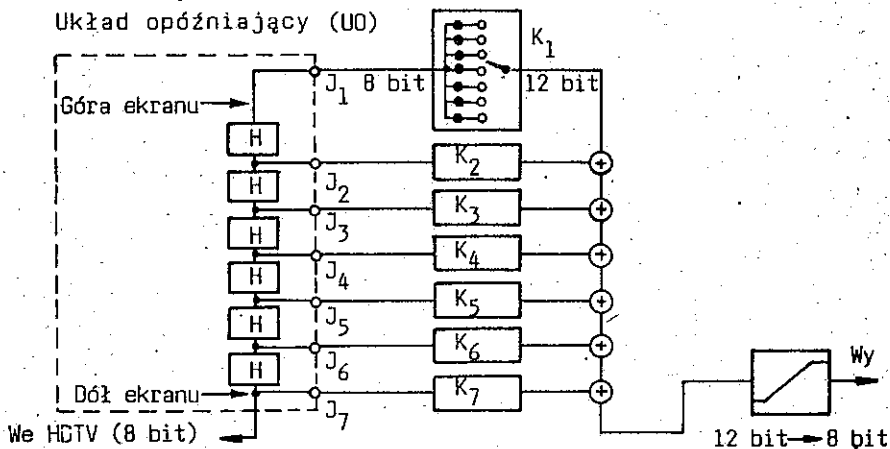 Układ opóźniający (UO)
K1
J1 8 bit 12 bit
Góra ekranu
H
K2
J2
H
K3
J3
H
K4
J4
H
K5
J5
H
K6
J6
H
K7
Dół ekranu
J7
We HDTV (8 bit)
Wy
12 bit → 8 bit